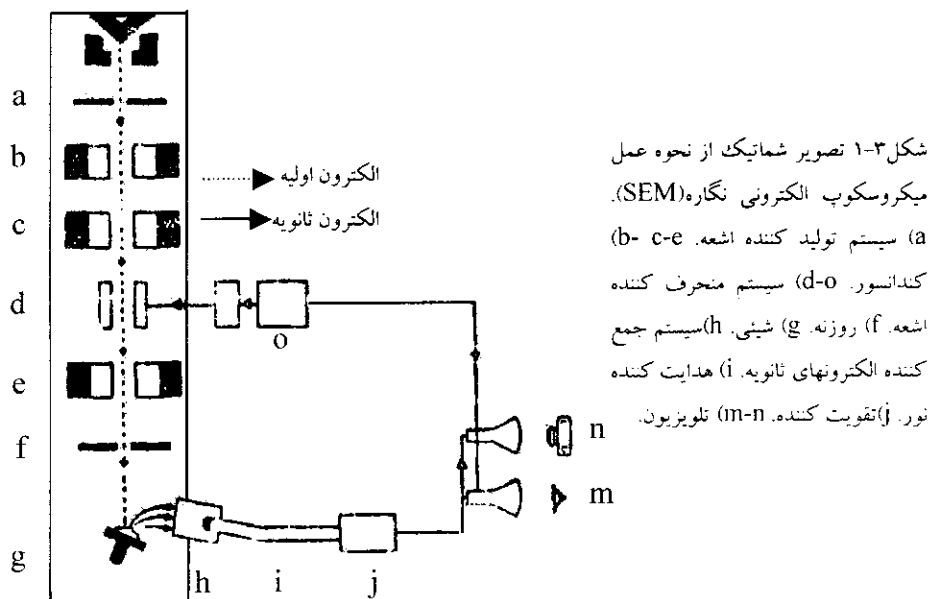 a
b
c
d
e
f
g
h
i
j
o
n
m
الکترون اولیه
الکترون ثانویه
شکل۳-۱ تصویر شماتیک از نحوه عمل
میکروسکوپ الکترونی نگاره(SEM).
a) سیستم تولید کننده اشعه. b- c-e)
کندانسور. d-o) سیستم منحرف کننده
اشعه. f) روزنه. g) شیئی. h)سیستم جمع
کننده الکترونهای ثانویه. i) هدایت کننده
نور. j)تقویت کننده. m-n) تلویزیون.